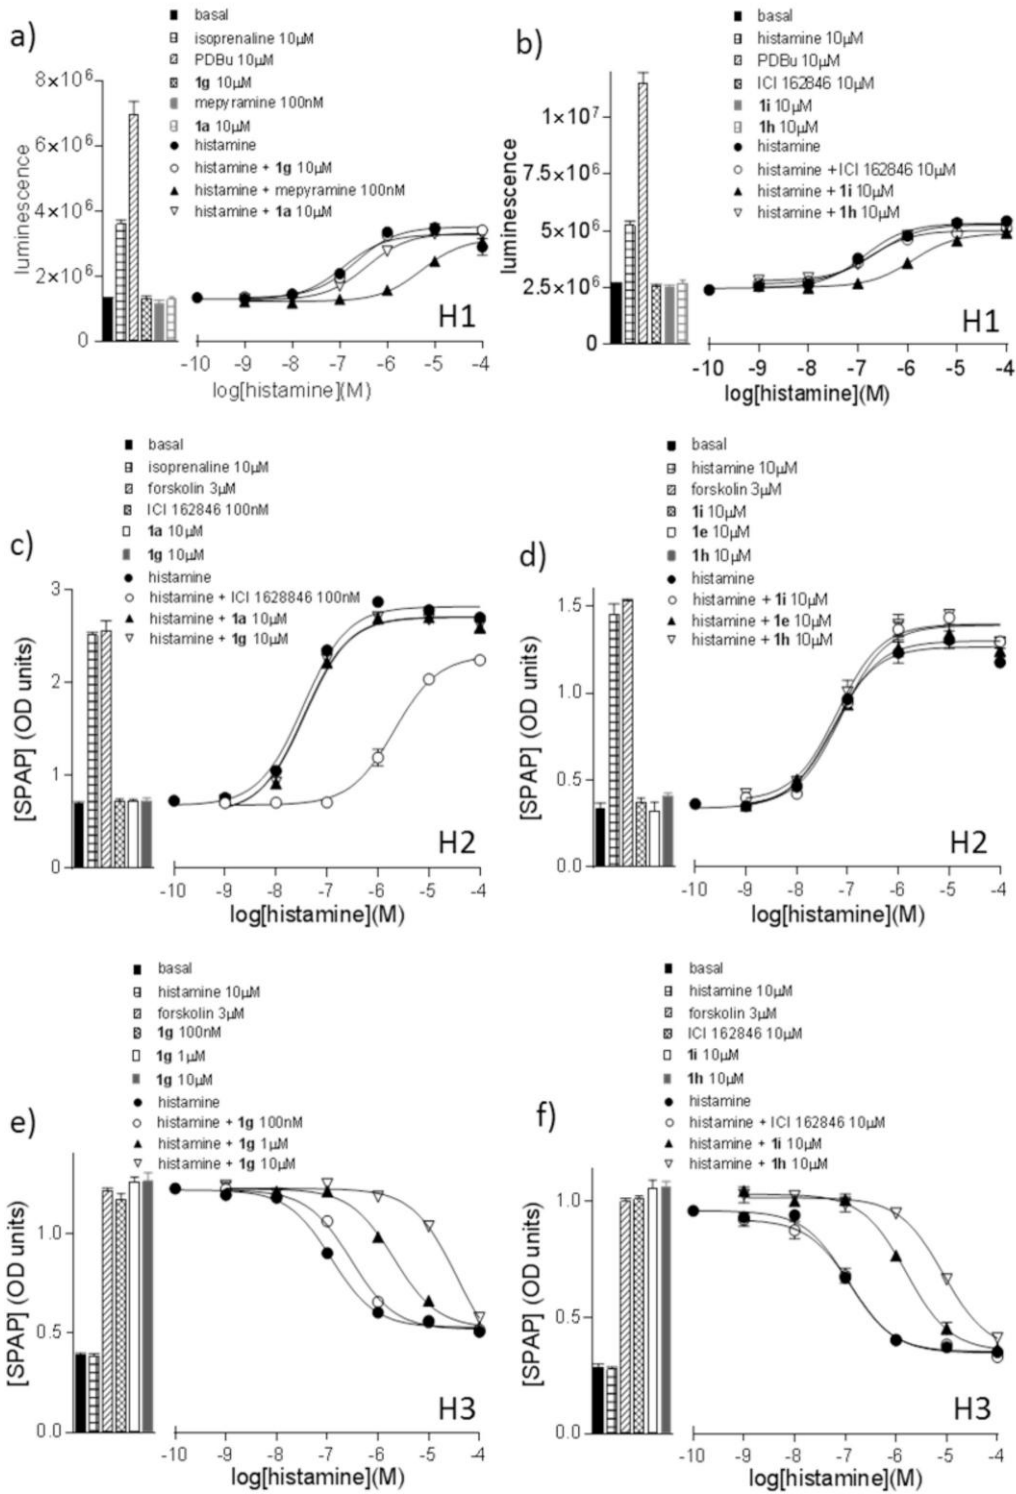 a)
basal
isoprenaline 10µM
PDBu 10µM
1g 10µM
mepyramine 100nM
1a 10µM
histamine
histamine + 1g 10µM
histamine + mepyramine 100nM
histamine + 1a 10µM
luminescence
8×10⁶
6×10⁶
4×10⁶
2×10⁶
0
H1
-10 -9 -8 -7 -6 -5 -4
log[histamine](M)
b)
basal
histamine 10µM
PDBu 10µM
ICI 162846 10µM
1i 10µM
1h 10µM
histamine
histamine +ICI 162846 10µM
histamine + 1i 10µM
histamine + 1h 10µM
luminescence
1×10⁷
7.5×10⁶
5×10⁶
2.5×10⁶
0
H1
-10 -9 -8 -7 -6 -5 -4
log[histamine](M)
c)
basal
isoprenaline 10µM
forskolin 3µM
ICI 162846 100nM
1a 10µM
1g 10µM
histamine
histamine + ICI 1628846 100nM
histamine + 1a 10µM
histamine + 1g 10µM
[SPAP] (OD units)
3
2
1
0
H2
-10 -9 -8 -7 -6 -5 -4
log[histamine](M)
d)
basal
histamine 10µM
forskolin 3µM
1i 10µM
1e 10µM
1h 10µM
histamine
histamine + 1i 10µM
histamine + 1e 10µM
histamine + 1h 10µM
[SPAP] (OD units)
1.5
1.0
0.5
0.0
H2
-10 -9 -8 -7 -6 -5 -4
log[histamine](M)
e)
basal
histamine 10µM
forskolin 3µM
1g 100nM
1g 1µM
1g 10µM
histamine
histamine + 1g 100nM
histamine + 1g 1µM
histamine + 1g 10µM
[SPAP] (OD units)
1.0
0.5
0.0
H3
-10 -9 -8 -7 -6 -5 -4
log[histamine](M)
f)
basal
histamine 10µM
forskolin 3µM
ICI 162846 10µM
1i 10µM
1h 10µM
histamine
histamine + ICI 162846 10µM
histamine + 1i 10µM
histamine + 1h 10µM
[SPAP] (OD units)
1.0
0.5
0.0
H3
-10 -9 -8 -7 -6 -5 -4
log[histamine](M)